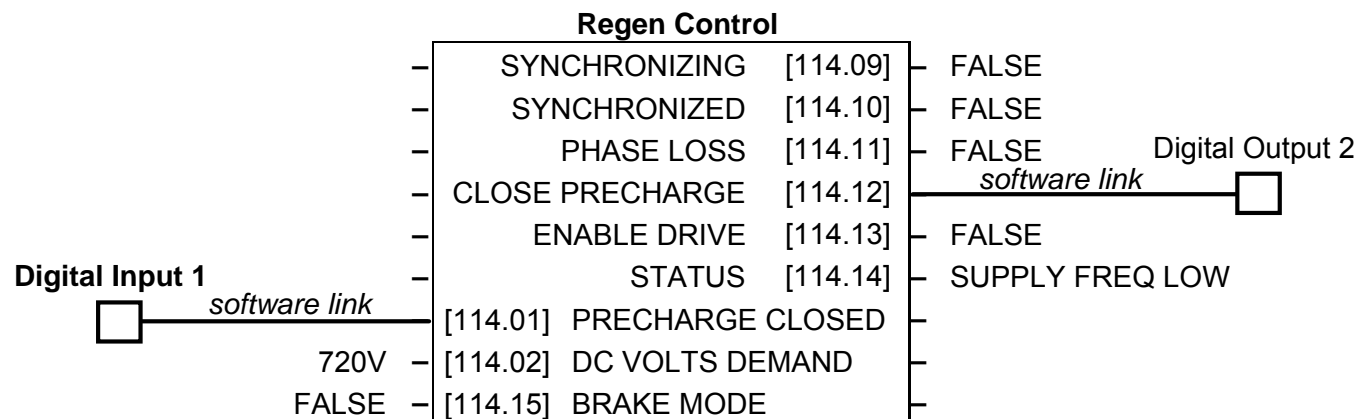 Regen Control
SYNCHRONIZING [114.09] FALSE
SYNCHRONIZED [114.10] FALSE
PHASE LOSS [114.11] FALSE Digital Output 2
CLOSE PRECHARGE [114.12] software link
ENABLE DRIVE [114.13] FALSE
Digital Input 1 STATUS [114.14] SUPPLY FREQ LOW
software link [114.01] PRECHARGE CLOSED
720V [114.02] DC VOLTS DEMAND
FALSE [114.15] BRAKE MODE